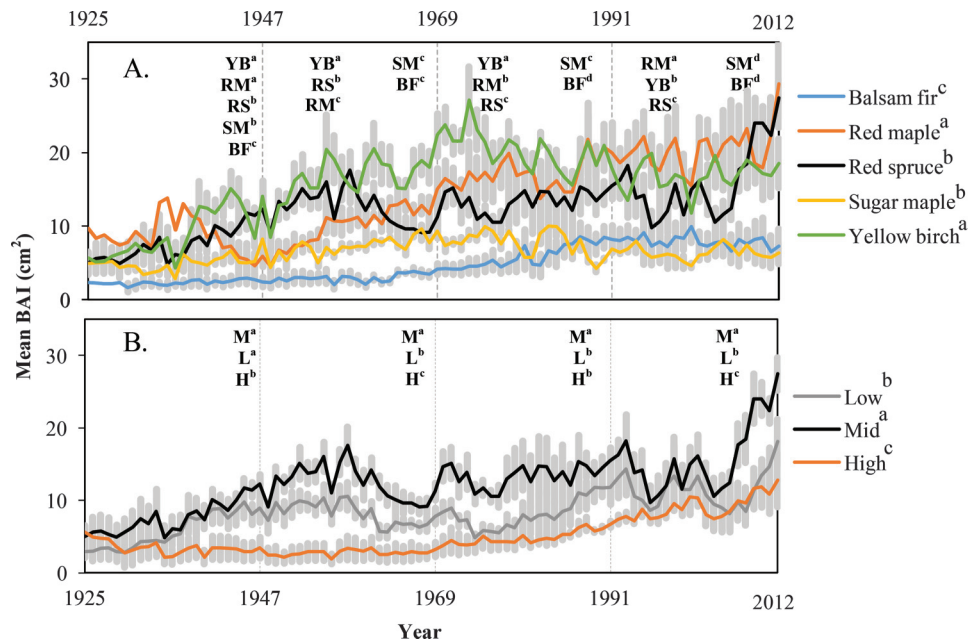 1925 1947 1969 1991 2012
A.
YBᵃ YBᵃ SMᶜ YBᵃ SMᶜ RMᵃ SMᵈ
RMᵃ RSᵇ BFᶜ RMᵇ BFᵈ YBᵇ BFᵈ
RSᵇ RMᶜ RSᶜ RSᶜ
SMᵇ
BFᶜ
30
20
10
0
Balsam firᶜ
Red mapleᵃ
Red spruceᵇ
Sugar mapleᵇ
Yellow birchᵃ
Mean BAI (cm²)
B.
Mᵃ Mᵃ Mᵃ Mᵃ
Lᵃ Lᵇ Lᵇ Lᵇ
Hᵇ Hᶜ Hᵇ Hᶜ
30
20
10
0
Lowᵇ
Midᵃ
Highᶜ
1925 1947 1969 1991 2012
Year